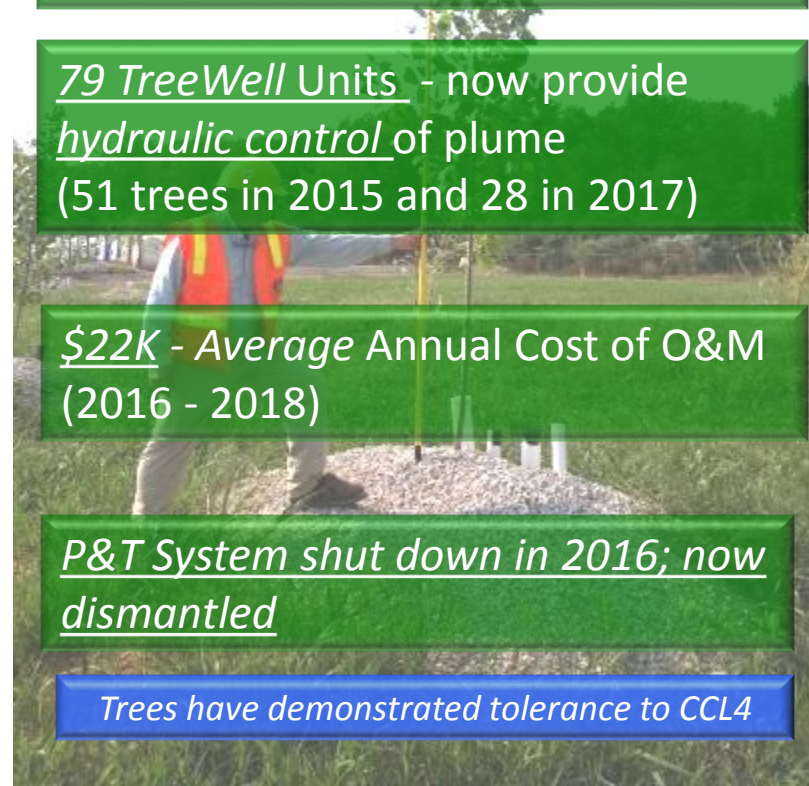 79 TreeWell Units - now provide
hydraulic control of plume
(51 trees in 2015 and 28 in 2017)
$22K - Average Annual Cost of O&M
(2016 - 2018)
P&T System shut down in 2016; now
dismantled
Trees have demonstrated tolerance to CCL4